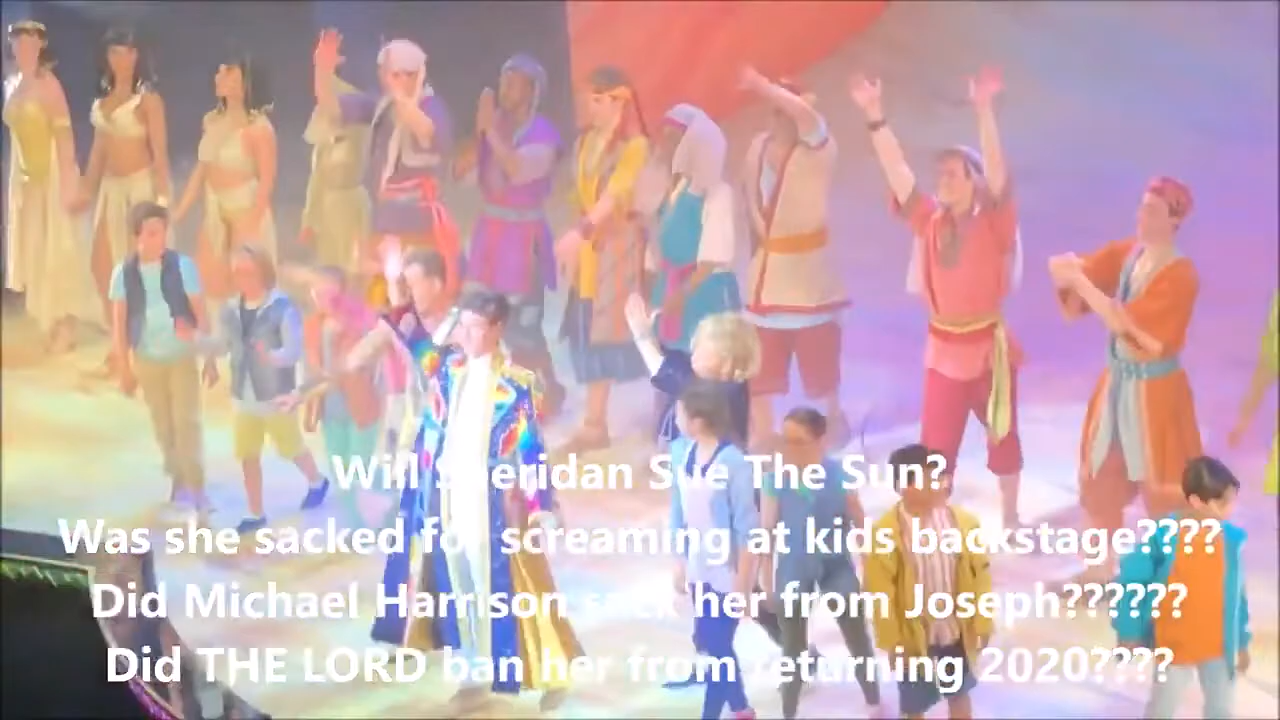 Will Sheridan Sue The Sun?
Was she sacked for screaming at kids backstage????
Did Michael Harrison sack her from Joseph??????
Did THE LORD ban her from returning 2020????